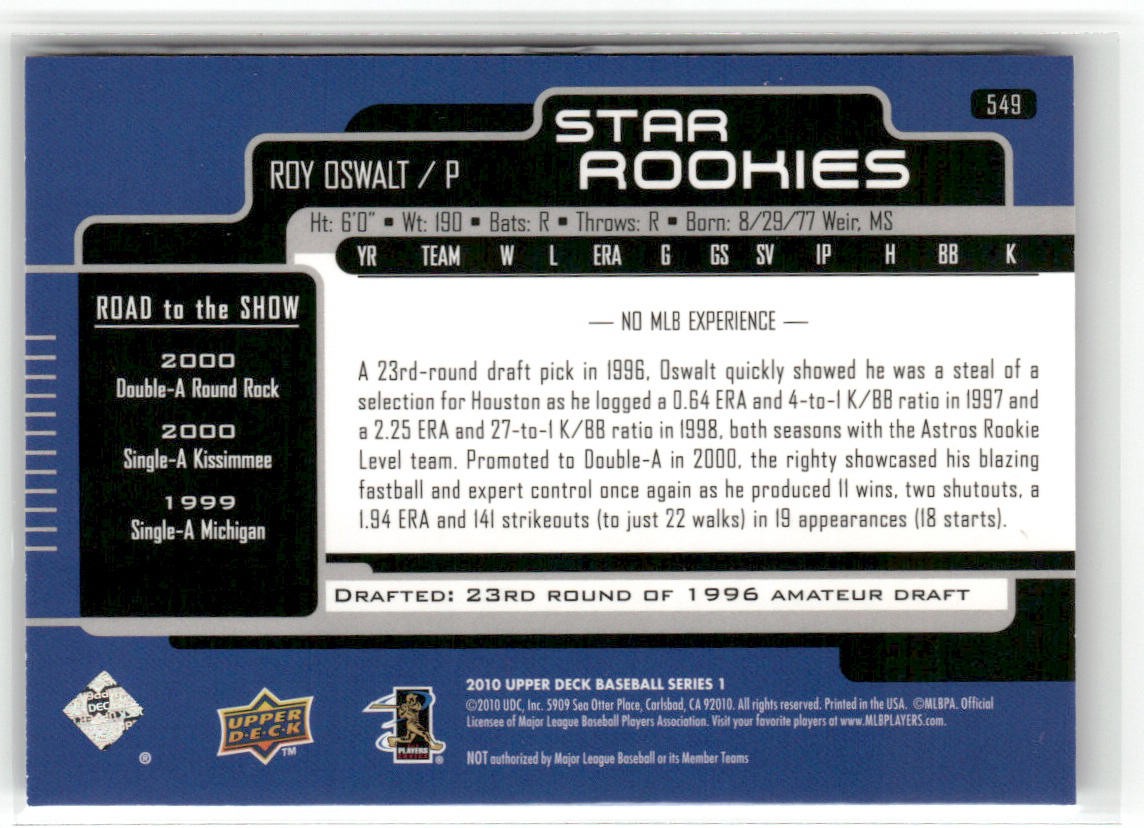 549
STAR
ROOKIES
ROY OSWALT / P
Ht: 6'0" ▪ Wt: 190 ▪ Bats: R ▪ Throws: R ▪ Born: 8/29/77 Weir, MS
YR TEAM W L ERA G GS SV IP H BB K
ROAD to the SHOW
2000
Double-A Round Rock
2000
Single-A Kissimmee
1999
Single-A Michigan
— NO MLB EXPERIENCE —
A 23rd-round draft pick in 1996, Oswalt quickly showed he was a steal of a
selection for Houston as he logged a 0.64 ERA and 4-to-1 K/BB ratio in 1997 and
a 2.25 ERA and 27-to-1 K/BB ratio in 1998, both seasons with the Astros Rookie
Level team. Promoted to Double-A in 2000, the righty showcased his blazing
fastball and expert control once again as he produced 11 wins, two shutouts, a
1.94 ERA and 141 strikeouts (to just 22 walks) in 19 appearances (18 starts).
DRAFTED: 23RD ROUND OF 1996 AMATEUR DRAFT
DEC
®
UPPER
D·E·C·K
TM
PLAYERS
CHOICE
®
2010 UPPER DECK BASEBALL SERIES 1
©2010 UDC, Inc. 5909 Sea Otter Place, Carlsbad, CA 92010. All rights reserved. Printed in the USA. ©MLBPA. Official
Licensee of Major League Baseball Players Association. Visit your favorite players at www.MLBPLAYERS.com.
NOT authorized by Major League Baseball or its Member Teams